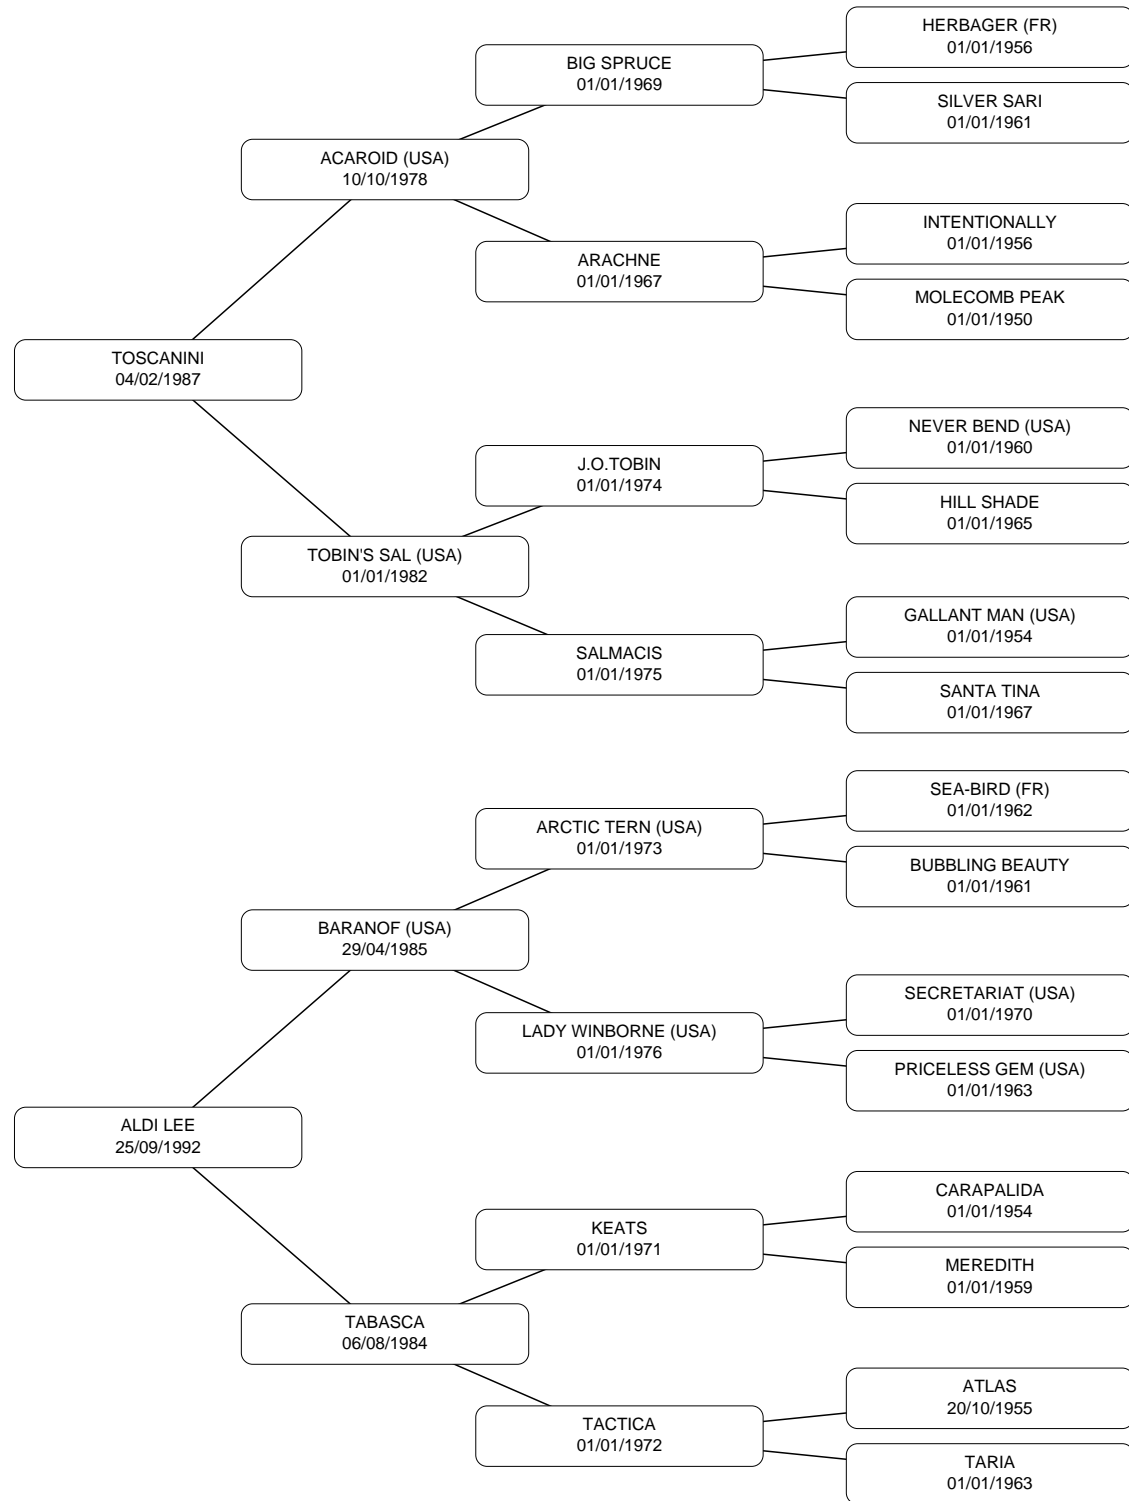 HERBAGER (FR)
01/01/1956
BIG SPRUCE
01/01/1969
SILVER SARI
01/01/1961
ACAROID (USA)
10/10/1978
INTENTIONALLY
01/01/1956
ARACHNE
01/01/1967
MOLECOMB PEAK
01/01/1950
TOSCANINI
04/02/1987
NEVER BEND (USA)
01/01/1960
J.O.TOBIN
01/01/1974
HILL SHADE
01/01/1965
TOBIN'S SAL (USA)
01/01/1982
GALLANT MAN (USA)
01/01/1954
SALMACIS
01/01/1975
SANTA TINA
01/01/1967
SEA-BIRD (FR)
01/01/1962
ARCTIC TERN (USA)
01/01/1973
BUBBLING BEAUTY
01/01/1961
BARANOF (USA)
29/04/1985
SECRETARIAT (USA)
01/01/1970
LADY WINBORNE (USA)
01/01/1976
PRICELESS GEM (USA)
01/01/1963
ALDI LEE
25/09/1992
CARAPALIDA
01/01/1954
KEATS
01/01/1971
MEREDITH
01/01/1959
TABASCA
06/08/1984
ATLAS
20/10/1955
TACTICA
01/01/1972
TARIA
01/01/1963